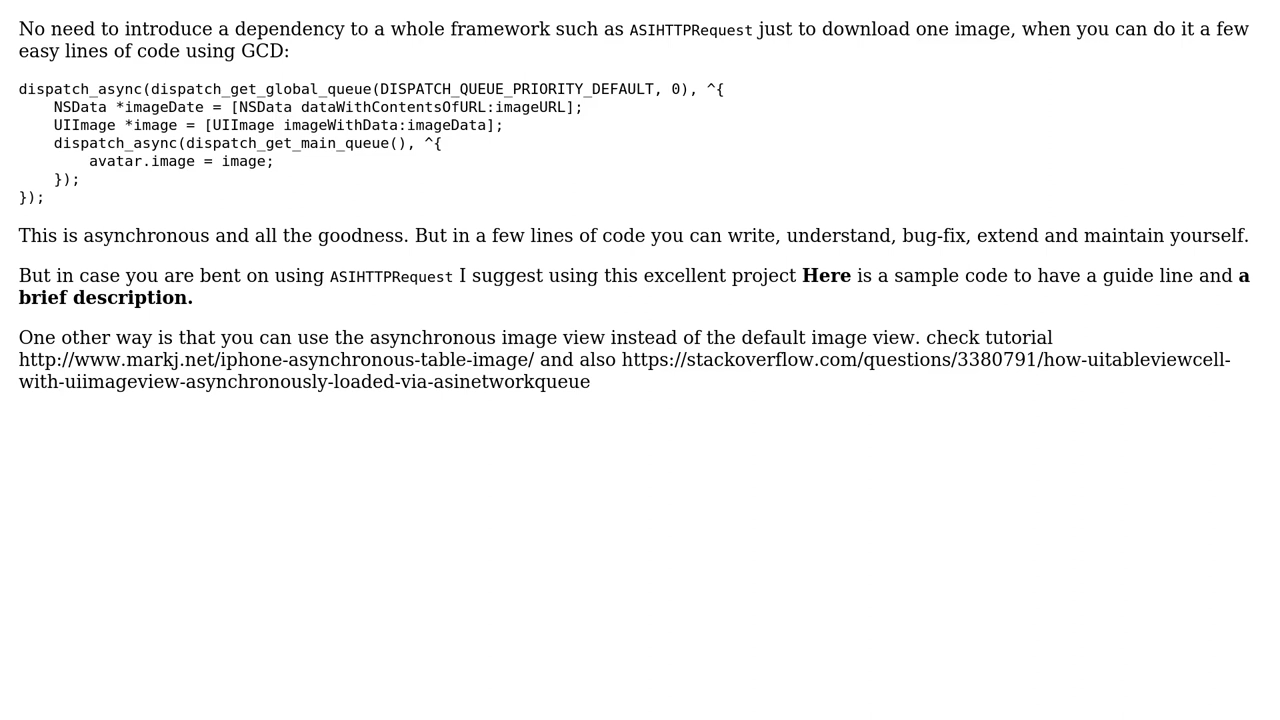 No need to introduce a dependency to a whole framework such as ASIHTTPRequest just to download one image, when you can do it a few
easy lines of code using GCD:
dispatch_async(dispatch_get_global_queue(DISPATCH_QUEUE_PRIORITY_DEFAULT, 0), ^{
    NSData *imageDate = [NSData dataWithContentsOfURL:imageURL];
    UIImage *image = [UIImage imageWithData:imageData];
    dispatch_async(dispatch_get_main_queue(), ^{
        avatar.image = image;
    });
});
This is asynchronous and all the goodness. But in a few lines of code you can write, understand, bug-fix, extend and maintain yourself.
But in case you are bent on using ASIHTTPRequest I suggest using this excellent project Here is a sample code to have a guide line and a
brief description.
One other way is that you can use the asynchronous image view instead of the default image view. check tutorial
http://www.markj.net/iphone-asynchronous-table-image/ and also https://stackoverflow.com/questions/3380791/how-uitableviewcell-
with-uiimageview-asynchronously-loaded-via-asinetworkqueue